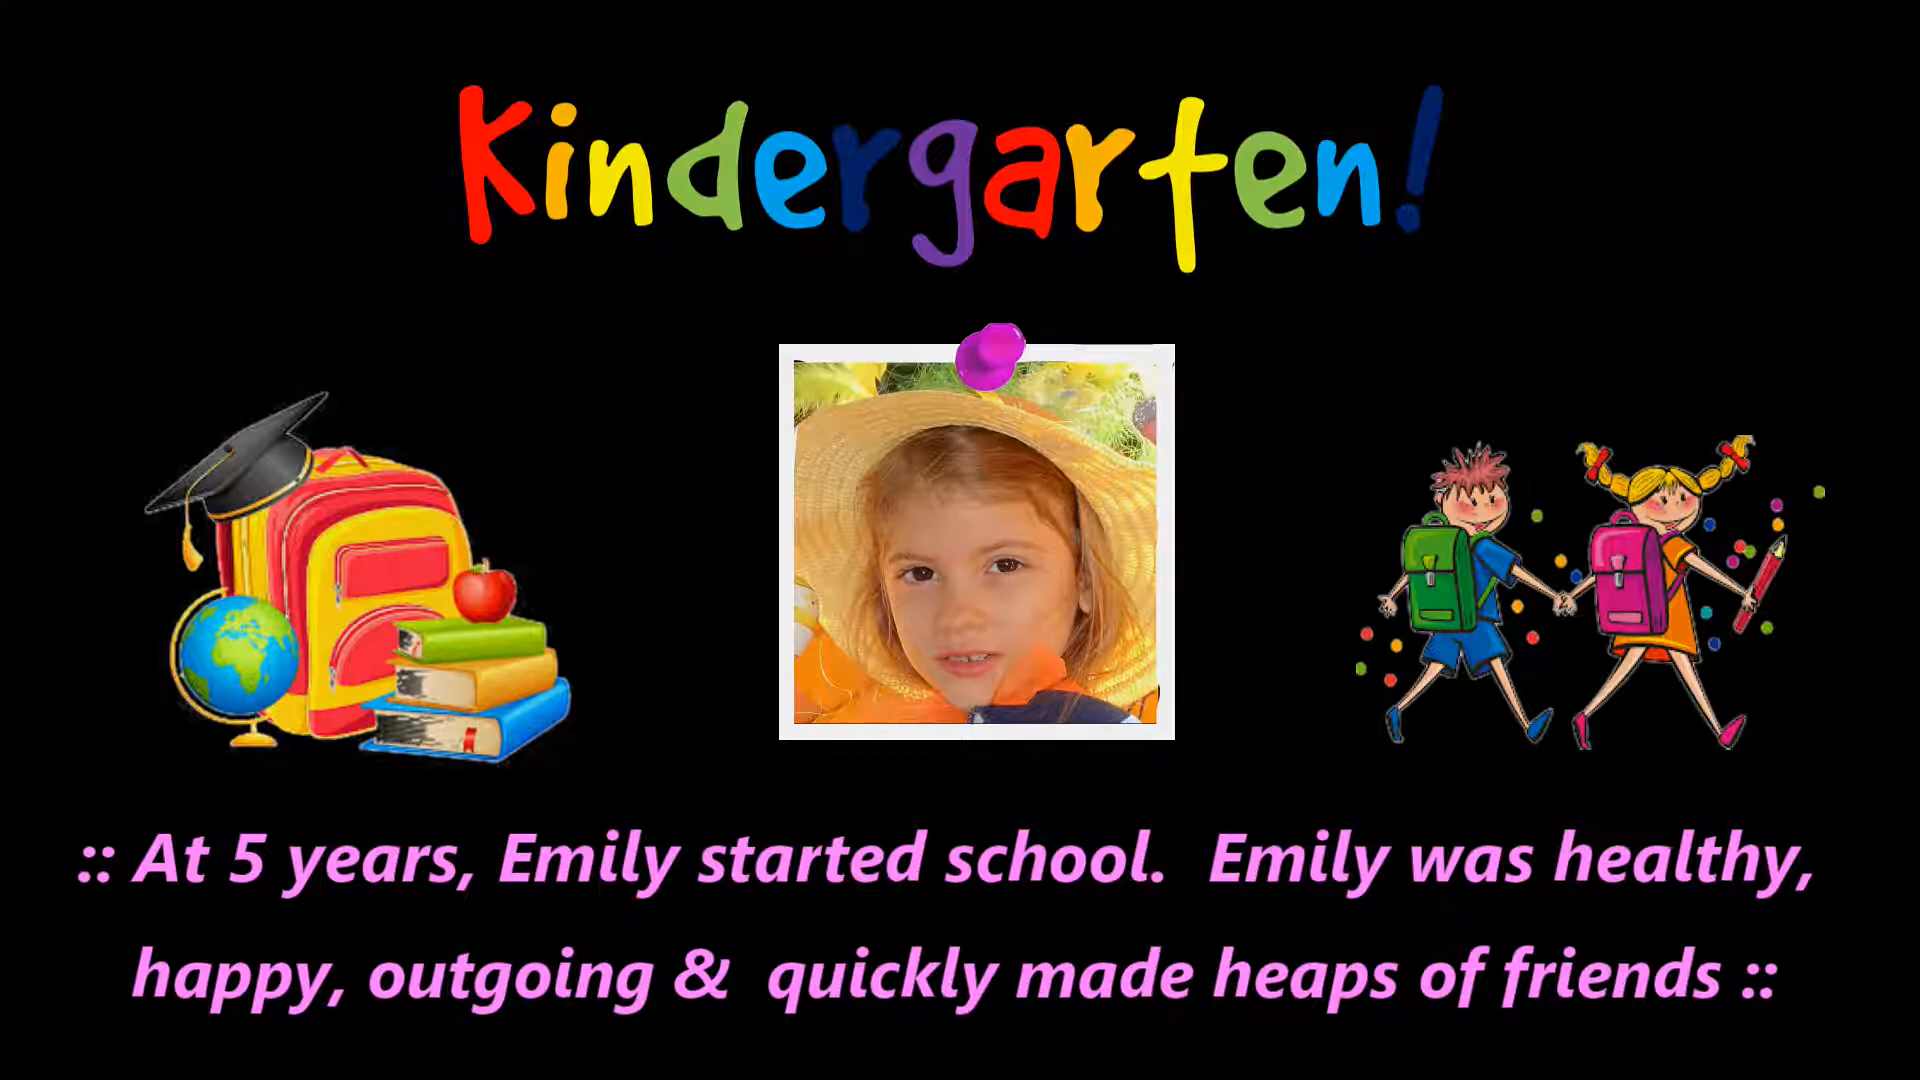 Kindergarten!
:: At 5 years, Emily started school.  Emily was healthy,
happy, outgoing &  quickly made heaps of friends ::